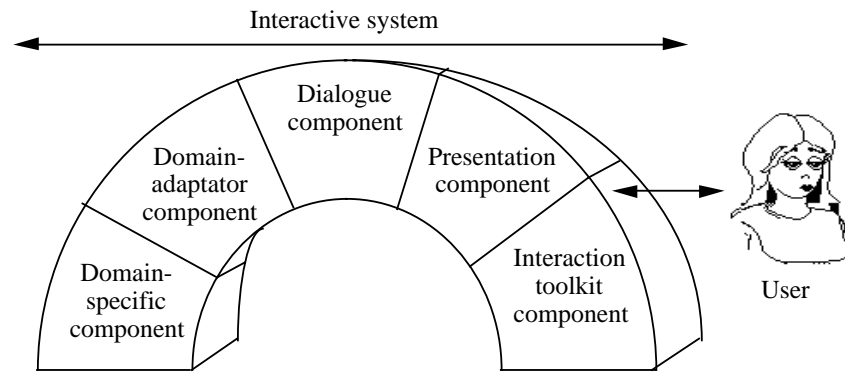 Interactive system
Dialogue
component
Domain-
adaptator
component
Presentation
component
Domain-
specific
component
Interaction
toolkit
component
User